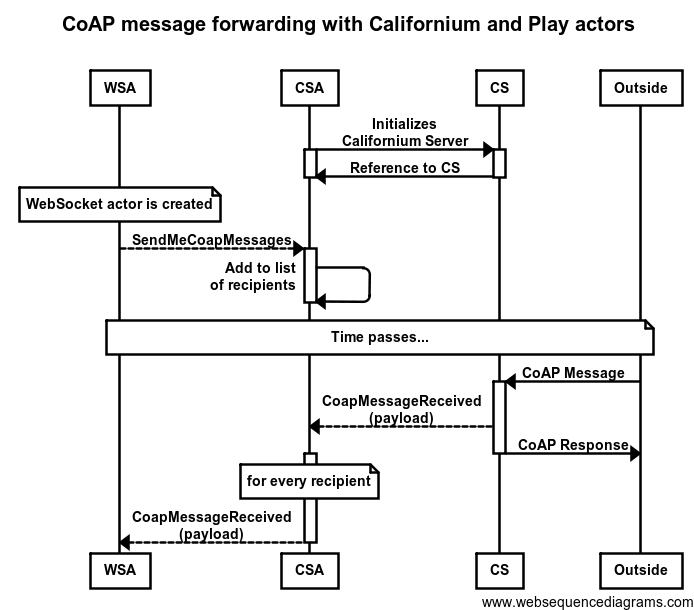 CoAP message forwarding with Californium and Play actors
WSA
CSA
CS
Outside
Initializes
Californium Server
Reference to CS
WebSocket actor is created
SendMeCoapMessages
Add to list
of recipients
Time passes...
CoAP Message
CoapMessageReceived
(payload)
CoAP Response
for every recipient
CoapMessageReceived
(payload)
WSA
CSA
CS
Outside
www.websequencediagrams.com